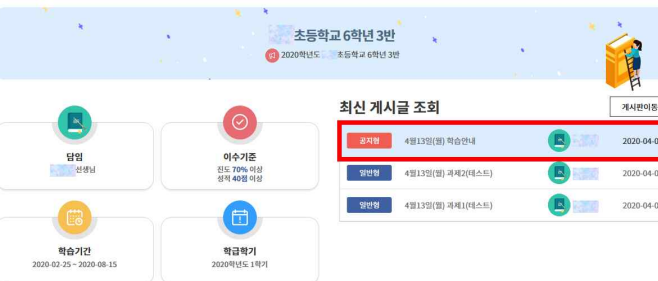 초등학교 6학년 3반
2020학년도 초등학교 6학년 3반
담임
선생님
이수기준
진도 70% 이상
성적 40점 이상
학습기간
2020-02-25 ~ 2020-08-15
학급학기
2020학년도 1학기
최신 게시글 조회
게시판이동
공지형 4월13일(월) 학습안내 2020-04-0
일반형 4월13일(월) 과제2(테스트) 2020-04-0
일반형 4월13일(월) 과제1(테스트) 2020-04-0